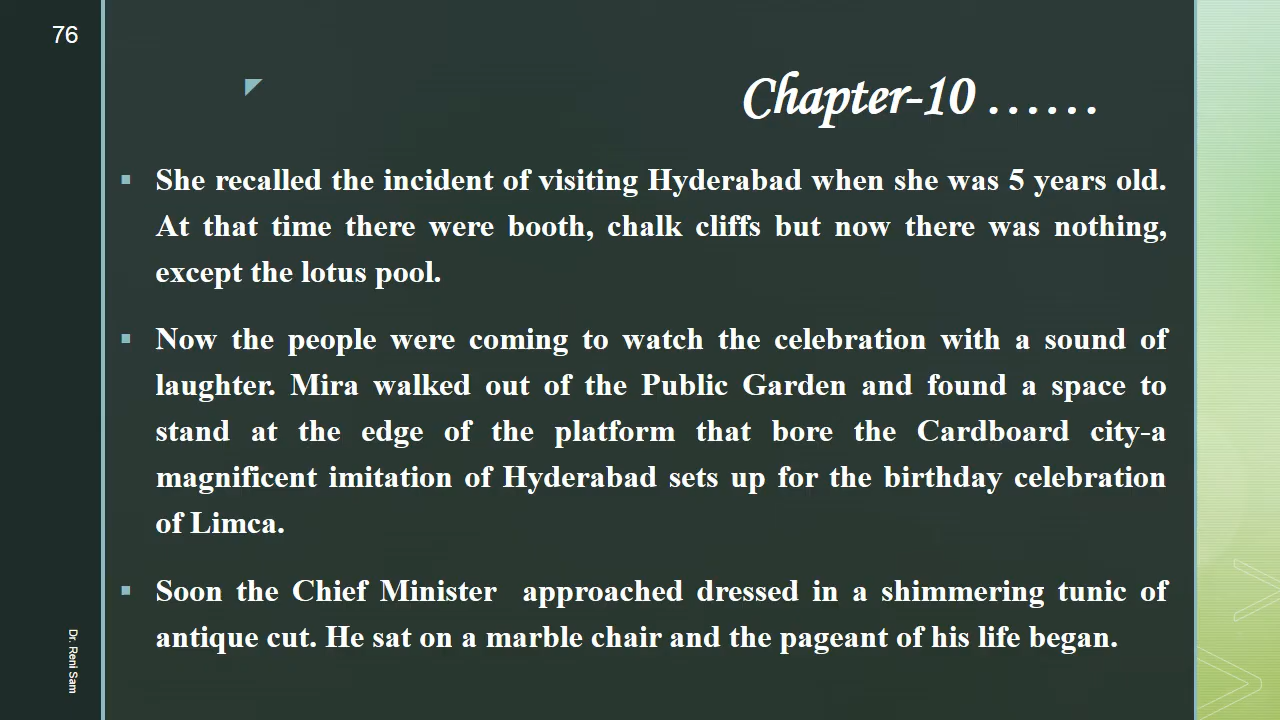 76
Chapter-10 ......
▪ She recalled the incident of visiting Hyderabad when she was 5 years old.
At that time there were booth, chalk cliffs but now there was nothing,
except the lotus pool.
▪ Now the people were coming to watch the celebration with a sound of
laughter. Mira walked out of the Public Garden and found a space to
stand at the edge of the platform that bore the Cardboard city-a
magnificent imitation of Hyderabad sets up for the birthday celebration
of Limca.
▪ Soon the Chief Minister  approached dressed in a shimmering tunic of
antique cut. He sat on a marble chair and the pageant of his life began.
Dr. Reni Sam